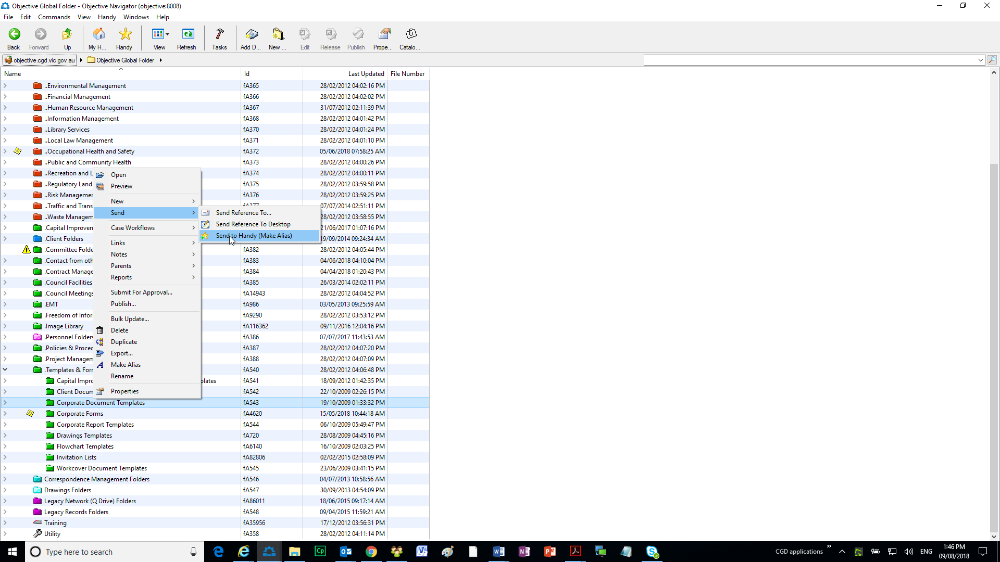 Objective Global Folder - Objective Navigator (objective:8008)
File Edit Commands View Handy Windows Help
Back Forward Up My H... Handy View Refresh Tasks Add D... New ... Edit Release Publish Prope... Catalo...
objective.cgd.vic.gov.au Objective Global Folder
Name Id Last Updated File Number
..Environmental Management fA365 28/02/2012 04:02:16 PM
..Financial Management fA366 28/02/2012 04:02:02 PM
..Human Resource Management fA367 31/07/2012 02:11:39 PM
..Information Management fA368 28/02/2012 04:01:42 PM
..Library Services fA370 28/02/2012 04:01:24 PM
..Local Law Management fA371 28/02/2012 04:01:10 PM
..Occupational Health and Safety fA372 05/06/2018 07:58:25 AM
..Public and Community Health fA373 28/02/2012 04:00:26 PM
..Recreation and L fA374 28/02/2012 04:00:11 PM
..Regulatory Land fA375 28/02/2012 03:59:58 PM
..Risk Managemer fA376 28/02/2012 03:59:25 PM
..Traffic and Trans fA377 07/07/2014 02:51:11 PM
..Waste Managem 28/02/2012 03:58:55 PM
.Capital Improven 21/06/2017 01:07:16 PM
.Client Folders 19/09/2014 09:24:34 AM
.Committee Folde fA382 28/02/2012 04:05:44 PM
.Contact from oth fA383 04/06/2018 04:10:04 PM
.Contract Manage fA384 04/04/2018 01:20:43 PM
.Council Facilities fA385 26/03/2014 02:02:11 PM
.Council Meetings fA14943 28/02/2012 04:04:52 PM
.EMT fA986 03/05/2013 09:25:59 AM
.Freedom of Infor fA9290 28/02/2012 03:53:12 PM
.Image Library fA116362 09/11/2016 12:04:16 PM
.Personnel Folders fA386 07/07/2017 11:43:53 AM
.Policies & Proced fA387 28/02/2012 04:07:20 PM
.Project Managem fA388 28/02/2012 04:07:09 PM
.Templates & Forr fA540 28/02/2012 04:06:48 PM
Capital Impro plates fA541 18/09/2012 01:42:35 PM
Client Docum fA542 22/10/2009 02:26:15 PM
Corporate Document Templates fA543 19/10/2009 01:33:32 PM
Corporate Forms fA4620 15/05/2018 10:44:18 AM
Corporate Report Templates fA544 06/10/2009 05:49:47 PM
Drawings Templates fA720 28/08/2009 04:45:16 PM
Flowchart Templates fA6140 16/10/2009 02:03:25 PM
Invitation Lists fA82806 02/02/2015 02:58:09 PM
Workcover Document Templates fA545 23/06/2009 03:41:15 PM
Correspondence Management Folders fA546 04/07/2013 10:58:56 AM
Drawings Folders fA547 30/09/2013 04:54:09 PM
Legacy Network (Q Drive) Folders fA86011 18/06/2015 09:17:14 AM
Legacy Records Folders fA548 09/04/2015 11:59:21 AM
Training fA35956 17/12/2012 03:56:31 PM
Utility fA358 28/02/2012 04:11:14 PM
Open
Preview
New
Send
Case Workflows
Links
Notes
Parents
Reports
Submit For Approval...
Publish...
Bulk Update...
Delete
Duplicate
Export...
Make Alias
Rename
Properties
Send Reference To...
Send Reference To Desktop
Send to Handy (Make Alias)
Type here to search
CGD applications
ENG
1:46 PM
09/08/2018